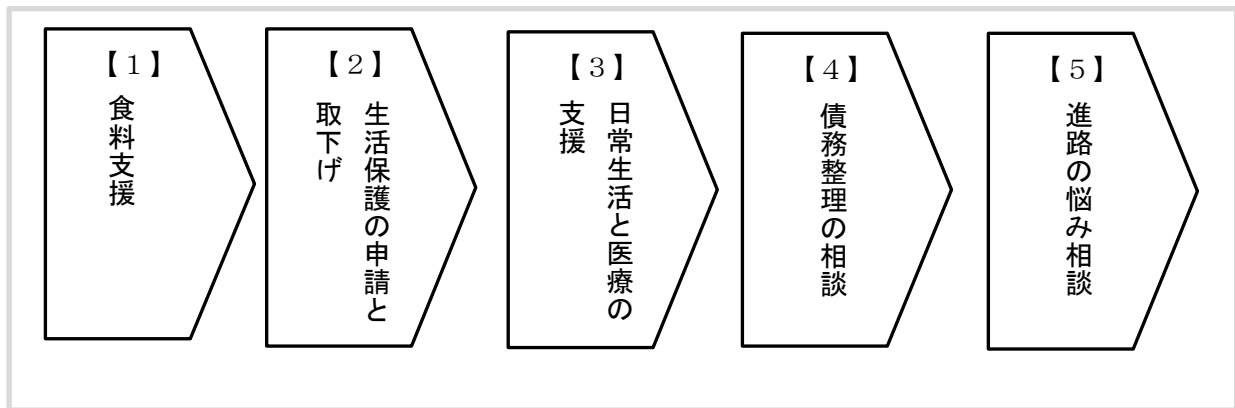 【１】
食料支援
【２】
生活保護の申請と
取下げ
【３】
日常生活と医療の
支援
【４】
債務整理の相談
【５】
進路の悩み相談